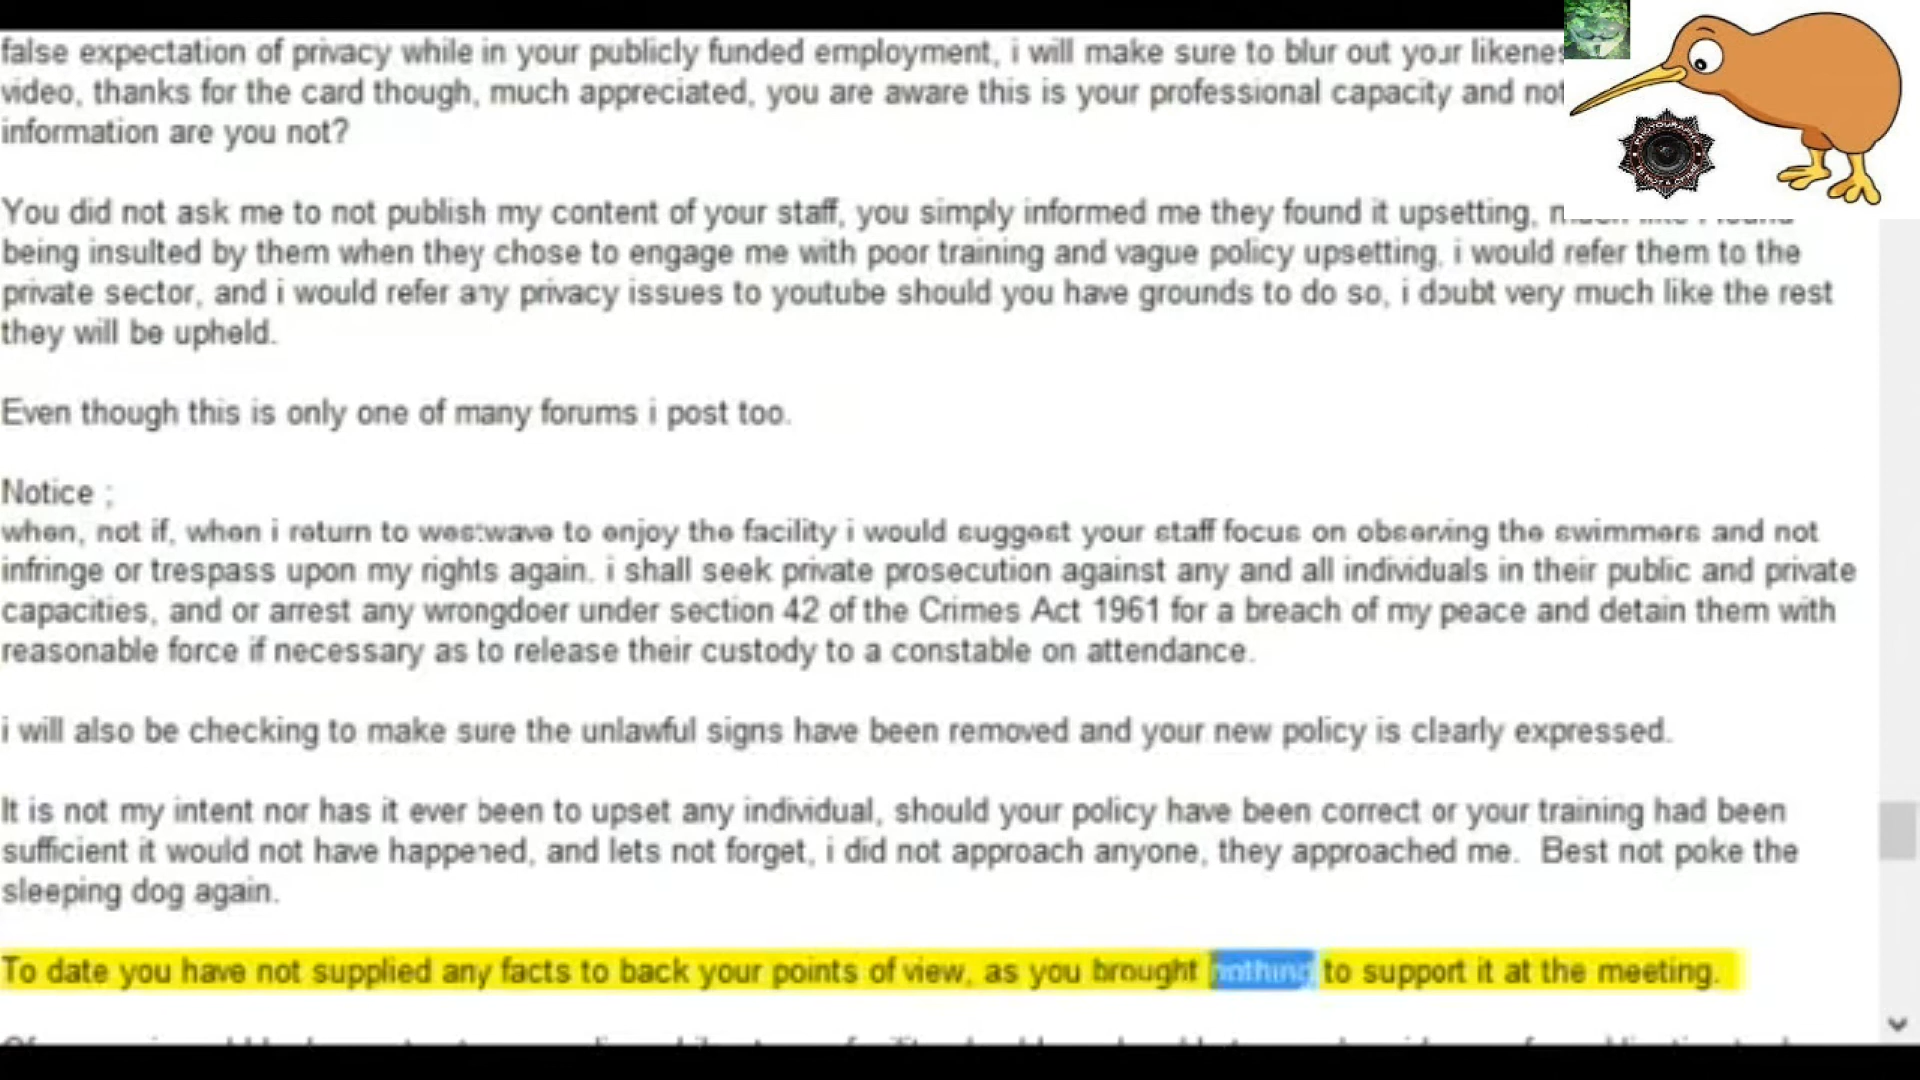 false expectation of privacy while in your publicly funded employment, i will make sure to blur out your
video, thanks for the card though, much appreciated, you are aware this is your professional capacity and not
information are you not?
You did not ask me to not publish my content of your staff, you simply informed me they found it upsetting,
being insulted by them when they chose to engage me with poor training and vague policy upsetting, i would refer them to the
private sector, and i would refer any privacy issues to youtube should you have grounds to do so, i doubt very much like the rest
they will be upheld.
Even though this is only one of many forums i post too.
Notice ;
when, not if, when i return to westwave to enjoy the facility i would suggest your staff focus on observing the swimmers and not
infringe or trespass upon my rights again. i shall seek private prosecution against any and all individuals in their public and private
capacities, and or arrest any wrongdoer under section 42 of the Crimes Act 1961 for a breach of my peace and detain them with
reasonable force if necessary as to release their custody to a constable on attendance.
i will also be checking to make sure the unlawful signs have been removed and your new policy is clearly expressed.
It is not my intent nor has it ever been to upset any individual, should your policy have been correct or your training had been
sufficient it would not have happened, and lets not forget, i did not approach anyone, they approached me. Best not poke the
sleeping dog again.
To date you have not supplied any facts to back your points of view, as you brought nothing to support it at the meeting.